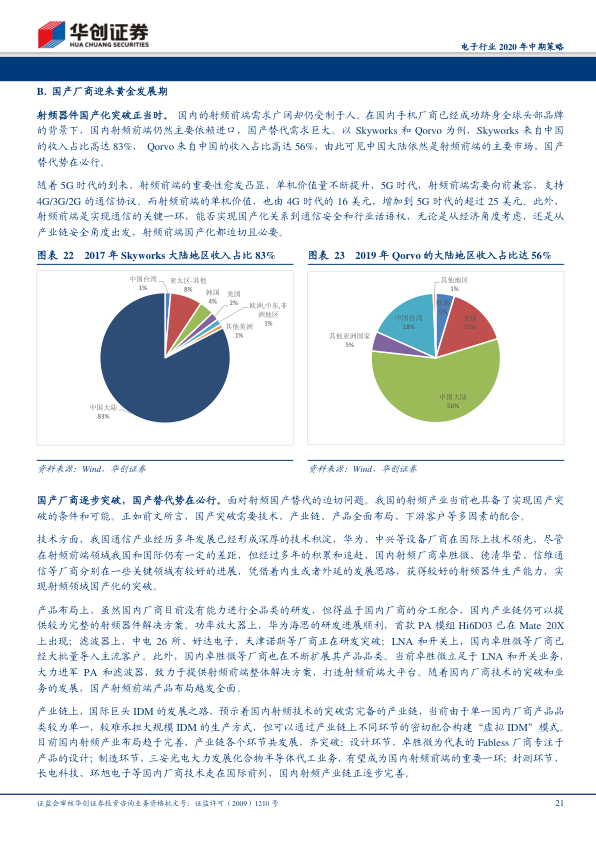 华创证券
HUA CHUANG SECURITIES
电子行业 2020 年中期策略
B. 国产厂商迎来黄金发展期
射频器件国产化突破正当时。国内的射频前端需求广阔却仍受制于人。在国内手机厂商已经成功跻身全球头部品牌
的背景下，国内射频前端仍然主要依赖进口，国产替代需求巨大。以 Skyworks 和 Qorvo 为例，Skyworks 来自中国
的收入占比高达 83%， Qorvo 来自中国的收入占比高达 56%，由此可见中国大陆依然是射频前端的主要市场，国产
替代势在必行。
随着 5G 时代的到来，射频前端的重要性愈发凸显，单机价值量不断提升，5G 时代，射频前端需要向前兼容，支持
4G/3G/2G 的通信协议。而射频前端的单机价值，也由 4G 时代的 16 美元，增加到 5G 时代的超过 25 美元。此外，
射频前端是实现通信的关键一环，能否实现国产化关系到通信安全和行业话语权，无论是从经济角度考虑，还是从
产业链安全角度出发，射频前端国产化都迫切且必要。
图表 22 2017 年 Skyworks 大陆地区收入占比 83%
图表 23 2019 年 Qorvo 的大陆地区收入占比达 56%
中国台湾
1%
亚太区-其他
8%
韩国
4%
美国
2%
欧洲,中东,非
洲地区
1%
其他美洲
1%
中国大陆
83%
其他地区
1%
欧洲
5%
美国
15%
中国台湾
18%
其他亚洲国家
5%
中国大陆
56%
资料来源：Wind，华创证券
资料来源：Wind，华创证券
国产厂商逐步突破，国产替代势在必行。面对射频国产替代的迫切问题。我国的射频产业当前也具备了实现国产突
破的条件和可能。正如前文所言，国产突破需要技术、产业链、产品全面布局、下游客户等多因素的配合。
技术方面，我国通信产业经历多年发展已经形成深厚的技术积淀，华为、中兴等设备厂商在国际上技术领先，尽管
在射频前端领域我国和国际仍有一定的差距，但经过多年的积累和追赶，国内射频厂商卓胜微、德清华莹、信维通
信等厂商分别在一些关键领域有较好的进展，凭借着内生或者外延的发展思路，获得较好的射频器件生产能力，实
现射频领域国产化的突破。
产品布局上，虽然国内厂商目前没有能力进行全品类的研发，但得益于国内厂商的分工配合、国内产业链仍可以提
供较为完整的射频器件解决方案。功率放大器上，华为海思的研发进展顺利，首款 PA 模组 Hi6D03 已在 Mate 20X
上出现；滤波器上，中电 26 所、好达电子、天津诺斯等厂商正在研发突破；LNA 和开关上，国内卓胜微等厂商已
经大批量导入主流客户。此外，国内卓胜微等厂商也在不断扩展其产品品类。当前卓胜微立足于 LNA 和开关业务，
大力进军 PA 和滤波器，致力于提供射频前端整体解决方案，打造射频前端大平台。随着国内厂商技术的突破和业
务的发展，国产射频前端产品布局越发全面。
产业链上，国际巨头 IDM 的发展之路，预示着国内射频技术的突破需完备的产业链，当前由于单一国内厂商产品品
类较为单一，较难承担大规模 IDM 的生产方式，但可以通过产业链上不同环节的密切配合构建“虚拟 IDM”模式。
目前国内射频产业布局趋于完善，产业链各个环节共发展，齐突破：设计环节，卓胜微为代表的 Fabless 厂商专注于
产品的设计；制造环节，三安光电大力发展化合物半导体代工业务，有望成为国内射频前端的重要一环；封测环节，
长电科技、环旭电子等国内厂商技术走在国际前列，国内射频产业链正逐步完善。
证监会审核华创证券投资咨询业务资格批文号：证监许可（2009）1210 号
21